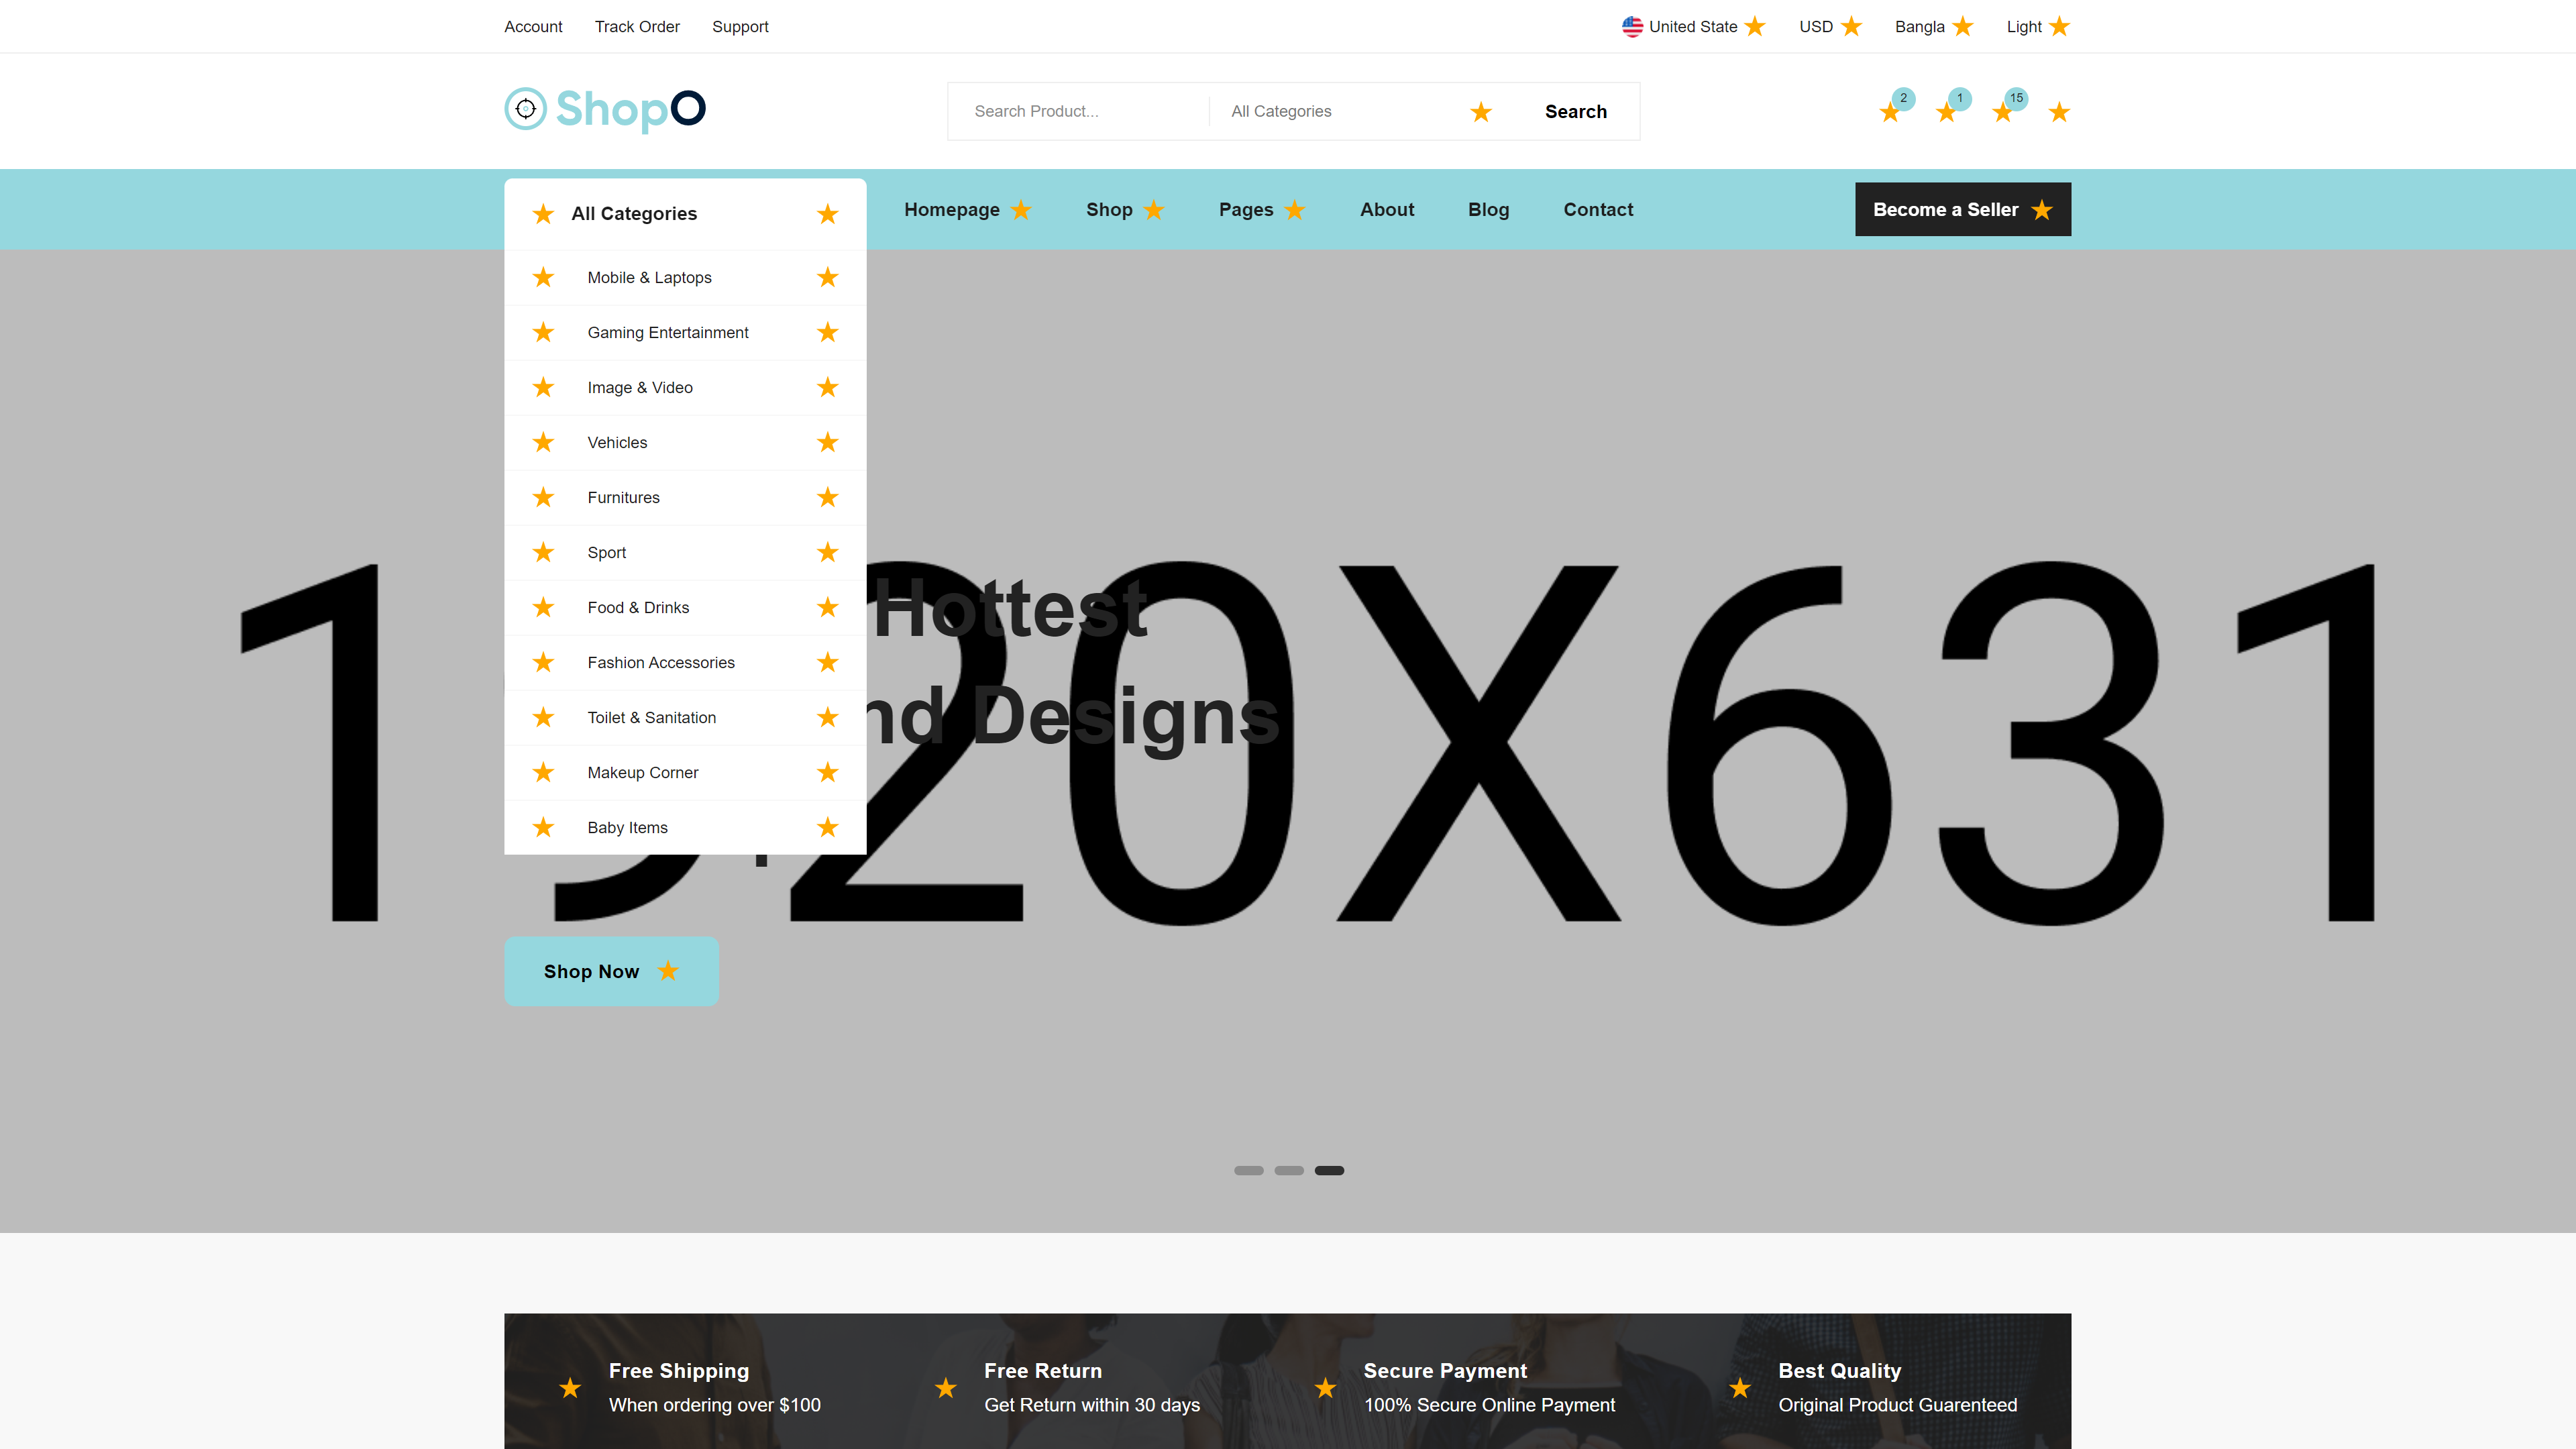 Account Track Order Support United State USD Bangla Light
ShopO Search Product... All Categories Search 2 1 15
All Categories Homepage Shop Pages About Blog Contact Become a Seller
Mobile & Laptops
Gaming Entertainment
Image & Video
Vehicles
Furnitures
Sport
Food & Drinks
Fashion Accessories
Toilet & Sanitation
Makeup Corner
Baby Items
Hottest
Designs
20X631
Shop Now
Free Shipping Free Return Secure Payment Best Quality
When ordering over $100 Get Return within 30 days 100% Secure Online Payment Original Product Guarenteed